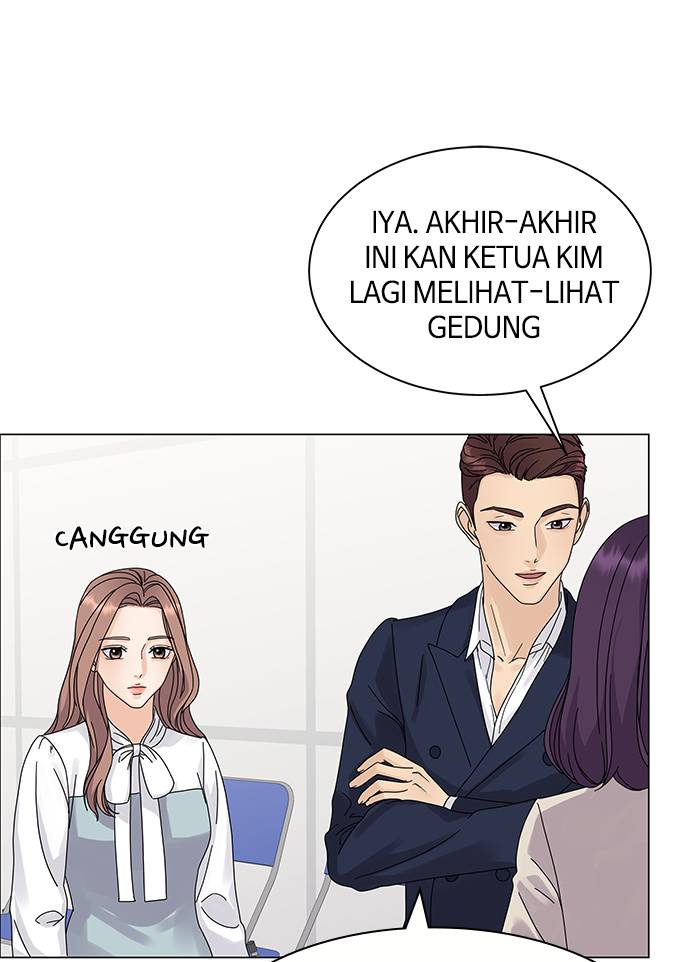 IYA. AKHIR-AKHIR
INI KAN KETUA KIM
LAGI MELIHAT-LIHAT
GEDUNG
CANGGUNG